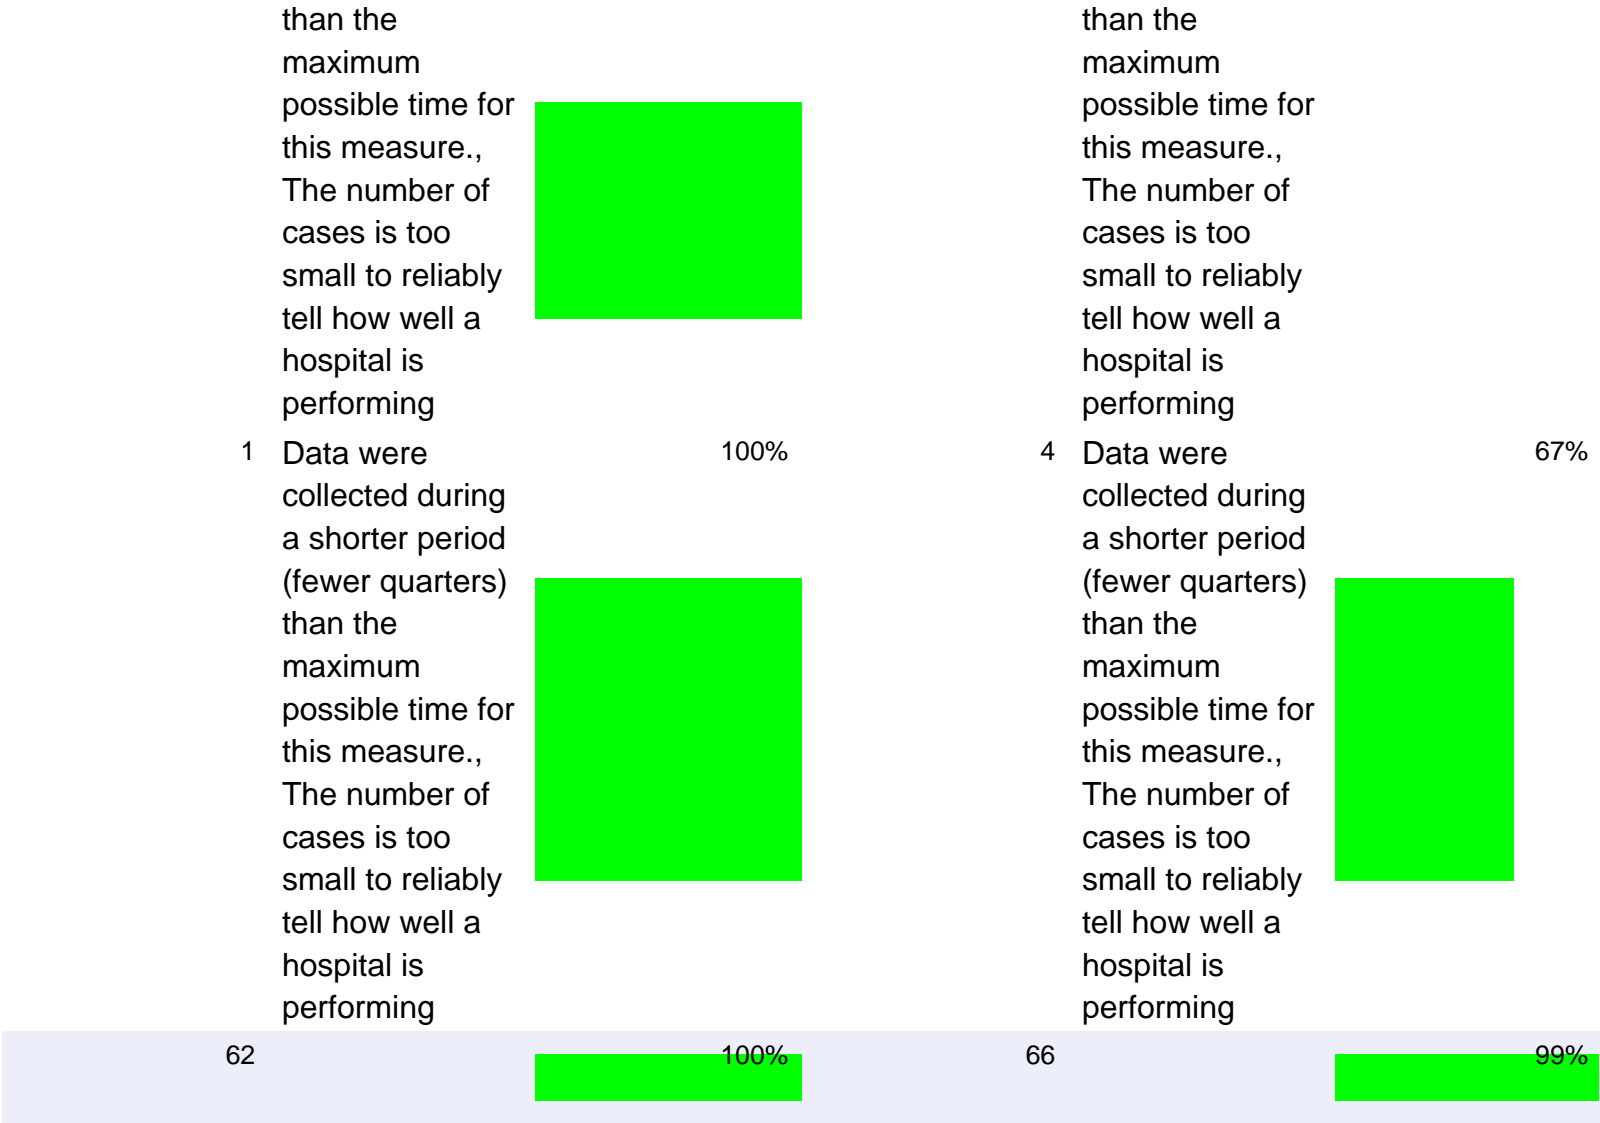 than the
maximum
possible time for
this measure.,
The number of
cases is too
small to reliably
tell how well a
hospital is
performing
than the
maximum
possible time for
this measure.,
The number of
cases is too
small to reliably
tell how well a
hospital is
performing
1
Data were
collected during
a shorter period
(fewer quarters)
than the
maximum
possible time for
this measure.,
The number of
cases is too
small to reliably
tell how well a
hospital is
performing
100%
4
Data were
collected during
a shorter period
(fewer quarters)
than the
maximum
possible time for
this measure.,
The number of
cases is too
small to reliably
tell how well a
hospital is
performing
67%
62
100%
66
99%